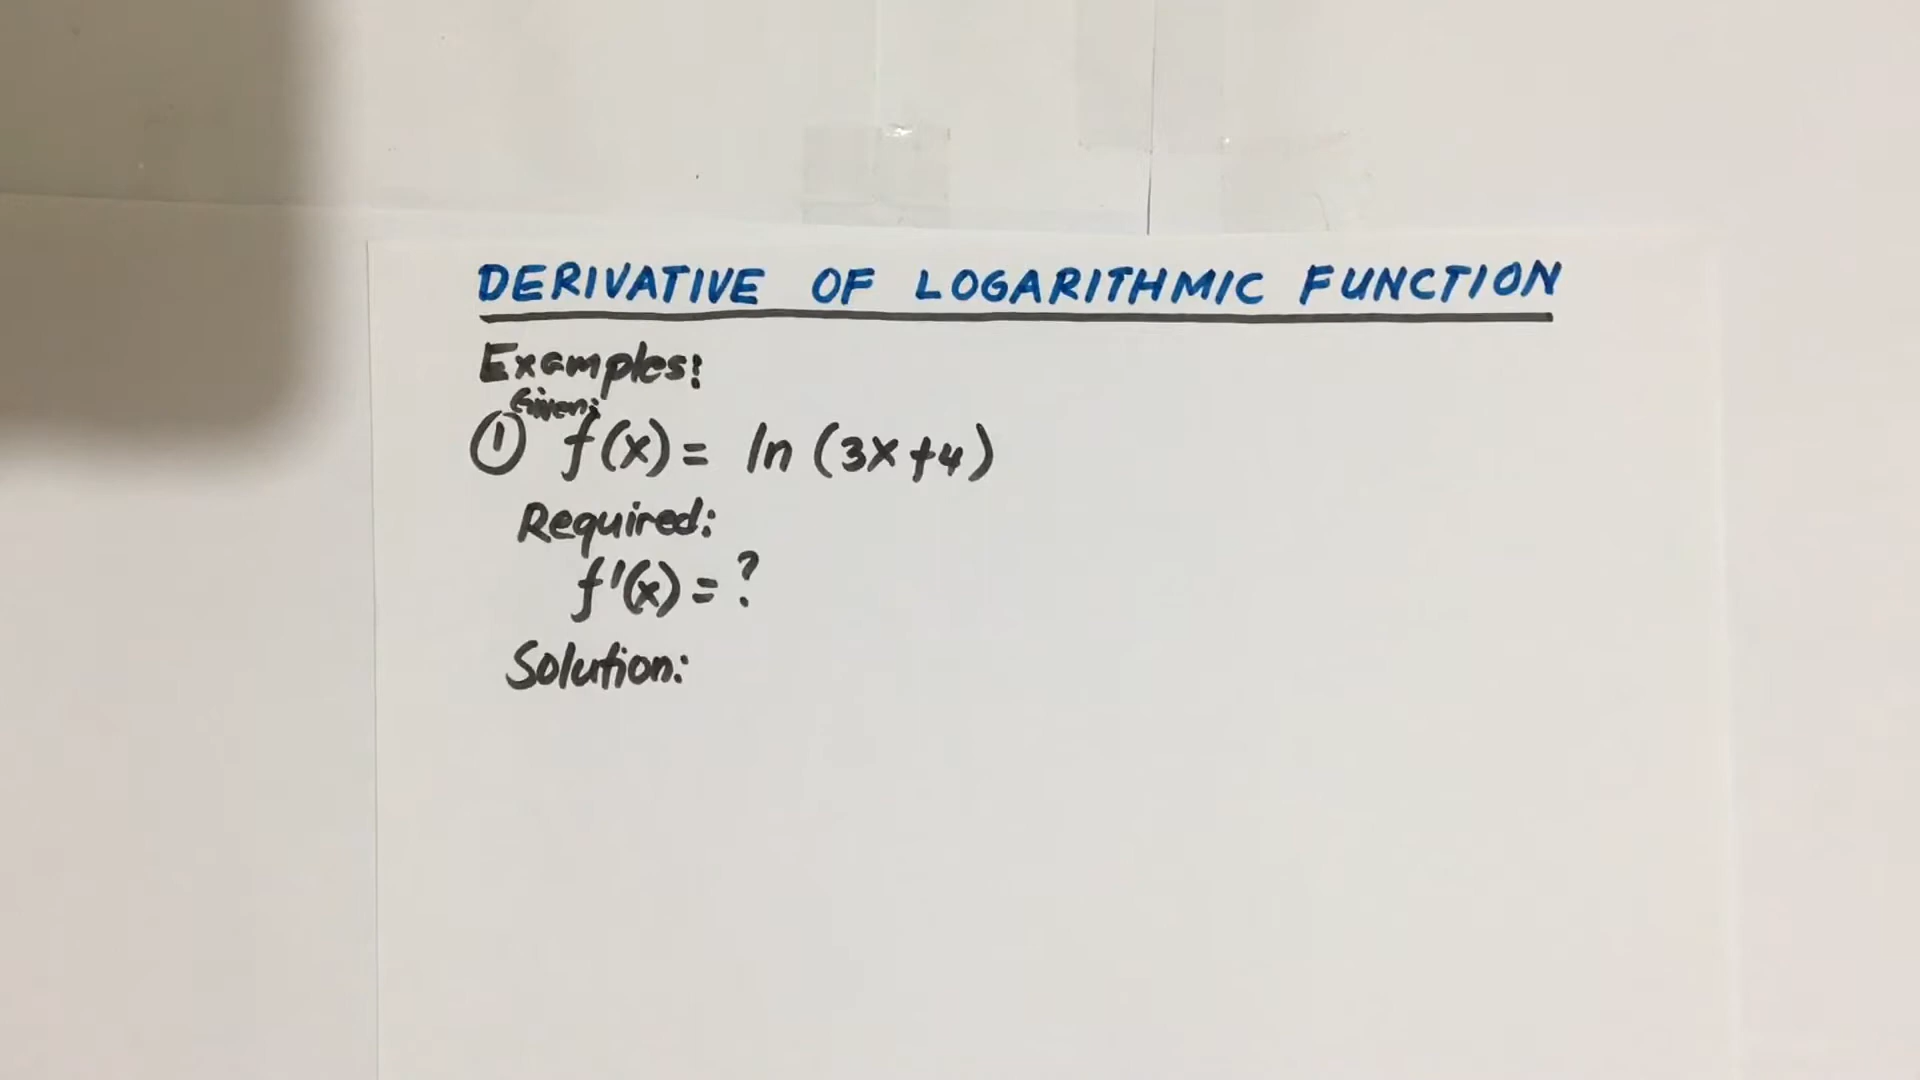 DERIVATIVE OF LOGARITHMIC FUNCTION
Examples:
Given:
① f(x) = ln (3x+4)
Required:
f'(x) = ?
Solution: